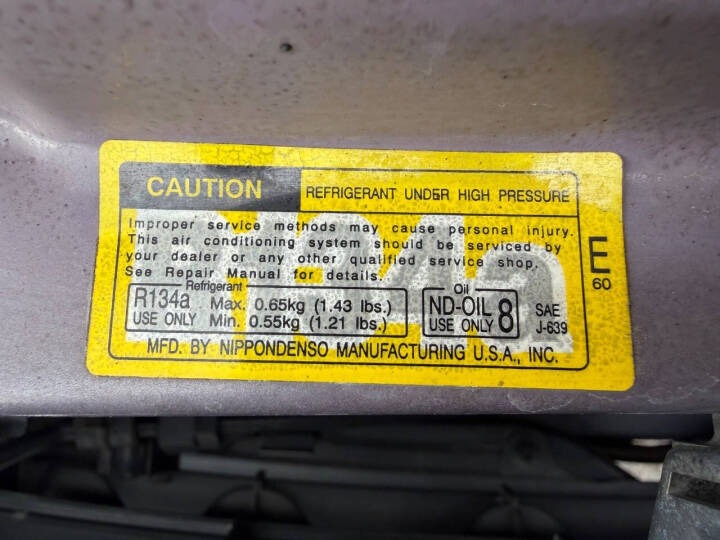 CAUTION REFRIGERANT UNDER HIGH PRESSURE
R134a
Improper service methods may cause personal injury.
This air conditioning system should be serviced by
your dealer or any other qualified service shop.
See Repair Manual for details.
Refrigerant
R134a Max. 0.65kg (1.43 lbs.)
USE ONLY Min. 0.55kg (1.21 lbs.)
Oil
ND-OIL 8
USE ONLY
SAE
J-639
MFD. BY NIPPONDENSO MANUFACTURING U.S.A., INC.
E
60